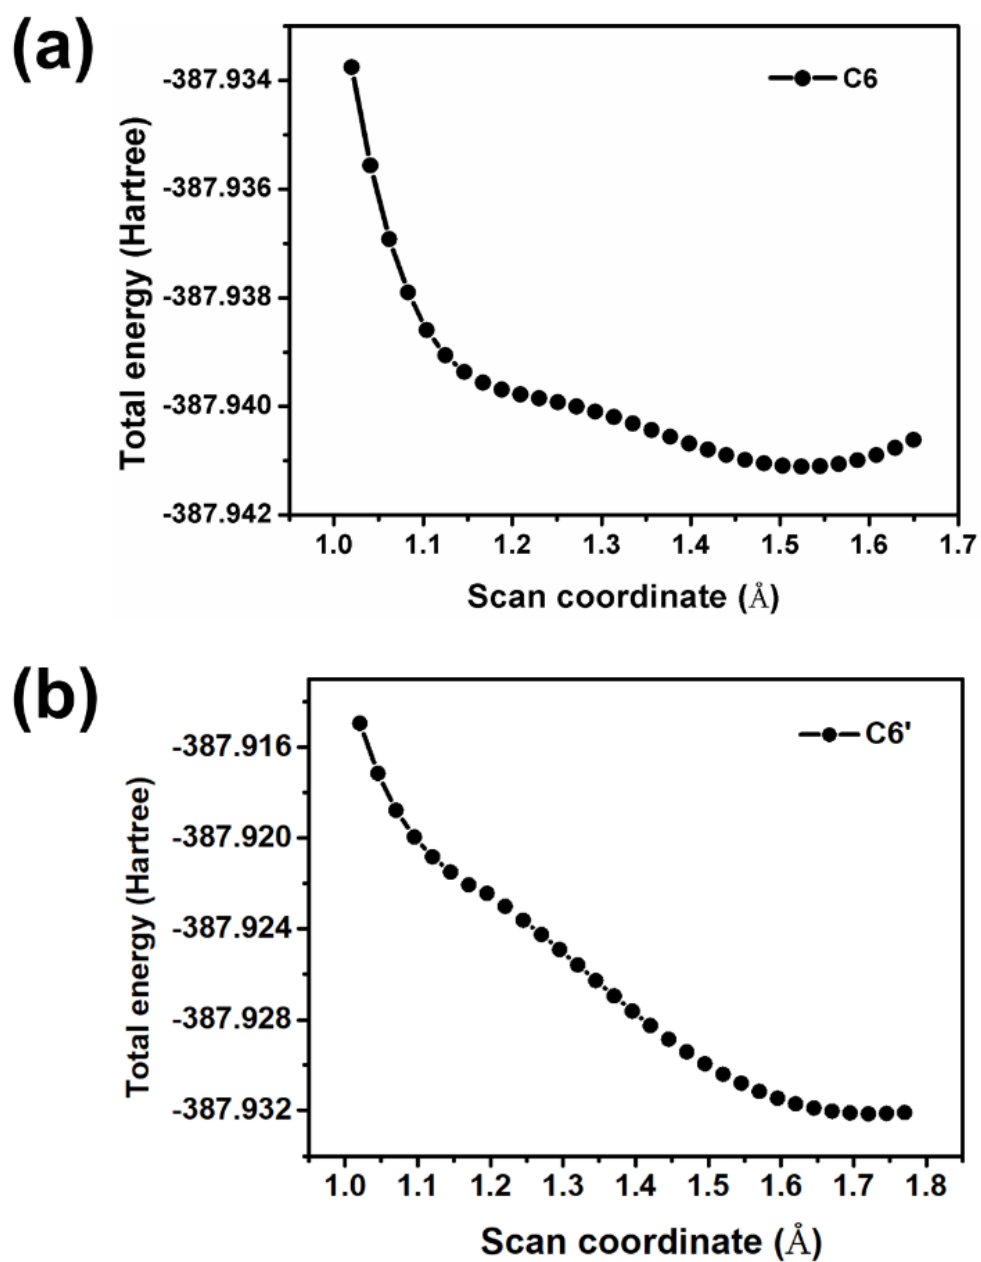 (a)
C6
Total energy (Hartree)
-387.934
-387.936
-387.938
-387.940
-387.942
1.0 1.1 1.2 1.3 1.4 1.5 1.6 1.7
Scan coordinate (Å)
(b)
C6'
Total energy (Hartree)
-387.916
-387.920
-387.924
-387.928
-387.932
1.0 1.1 1.2 1.3 1.4 1.5 1.6 1.7 1.8
Scan coordinate (Å)